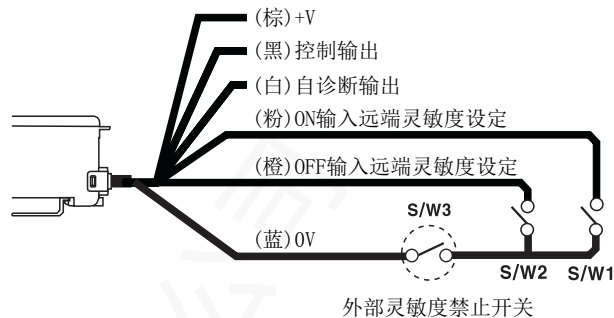 (棕)+V
(黑)控制输出
(白)自诊断输出
(粉)ON输入远端灵敏度设定
(橙)OFF输入远端灵敏度设定
S/W3
(蓝)0V
S/W2
S/W1
外部灵敏度禁止开关